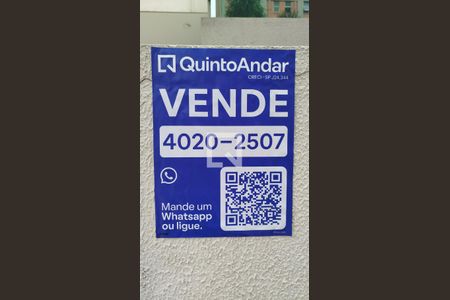 QuintoAndar
CRECI-SP J24.344
VENDE
4020-2507
Mande um
Whatsapp
ou ligue.